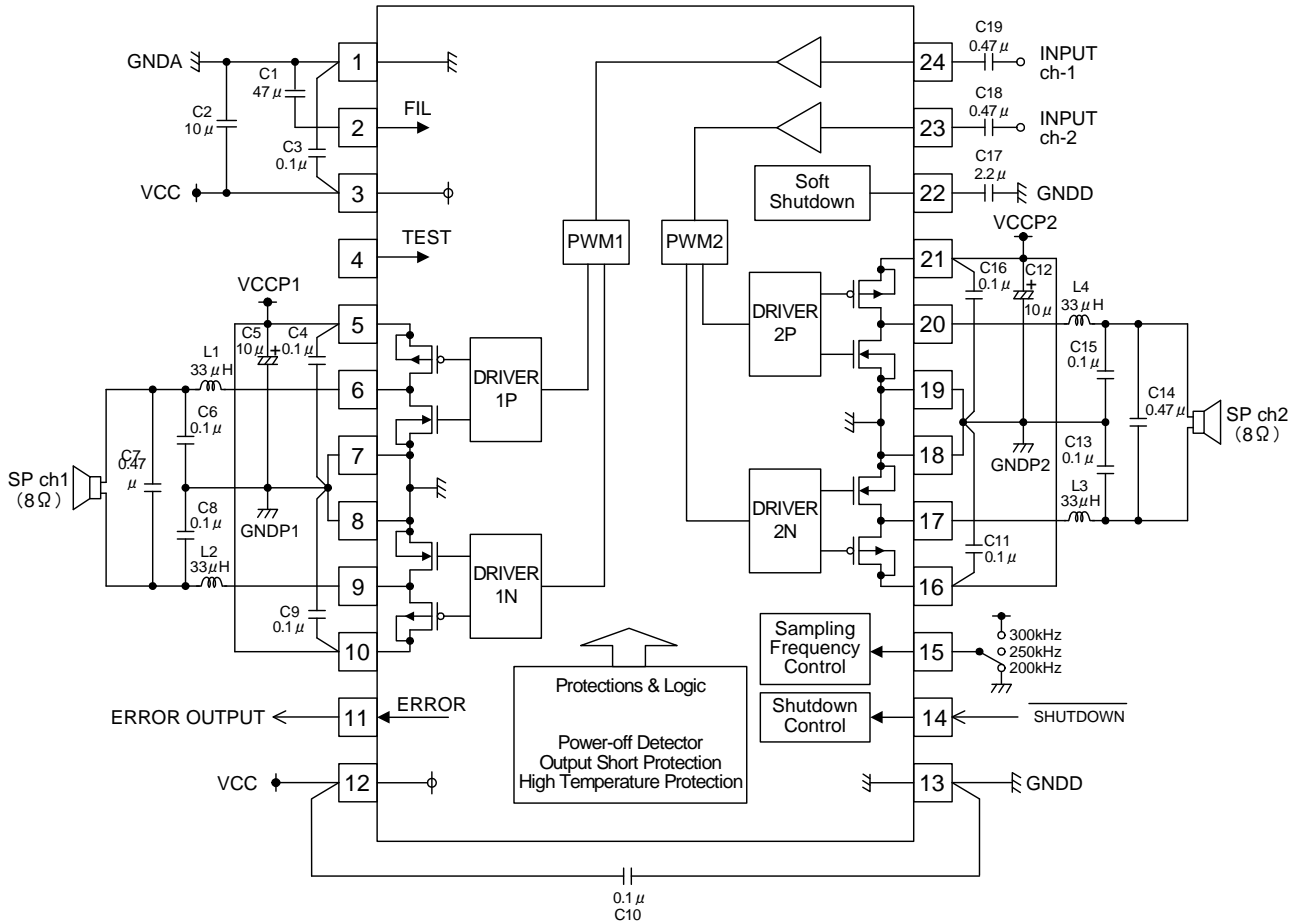 GNDA
C2
10μ
C1
47μ
C3
0.1μ
VCC
1
2
3
4
FIL
TEST
VCCP1
C5
10μ
+
C4
0.1μ
L1
33μH
C6
0.1μ
C7
0.47
μ
SP ch1
(8Ω)
C8
0.1μ
GNDP1
L2
33μH
C9
0.1μ
5
6
7
8
9
10
DRIVER
1P
DRIVER
1N
PWM1
PWM2
ERROR OUTPUT
11
ERROR
VCC
12
Protections & Logic
Power-off Detector
Output Short Protection
High Temperature Protection
0.1μ
C10
24
C19
0.47μ
INPUT
ch-1
23
C18
0.47μ
INPUT
ch-2
Soft
Shutdown
22
C17
2.2μ
GNDD
VCCP2
21
C16
0.1μ
C12
+
10μ
L4
33μH
20
DRIVER
2P
C15
0.1μ
19
C14
0.47μ
SP ch2
(8Ω)
18
GNDP2
C13
0.1μ
L3
33μH
DRIVER
2N
17
C11
0.1μ
16
Sampling
Frequency
Control
15
300kHz
250kHz
200kHz
Shutdown
Control
14
SHUTDOWN
13
GNDD